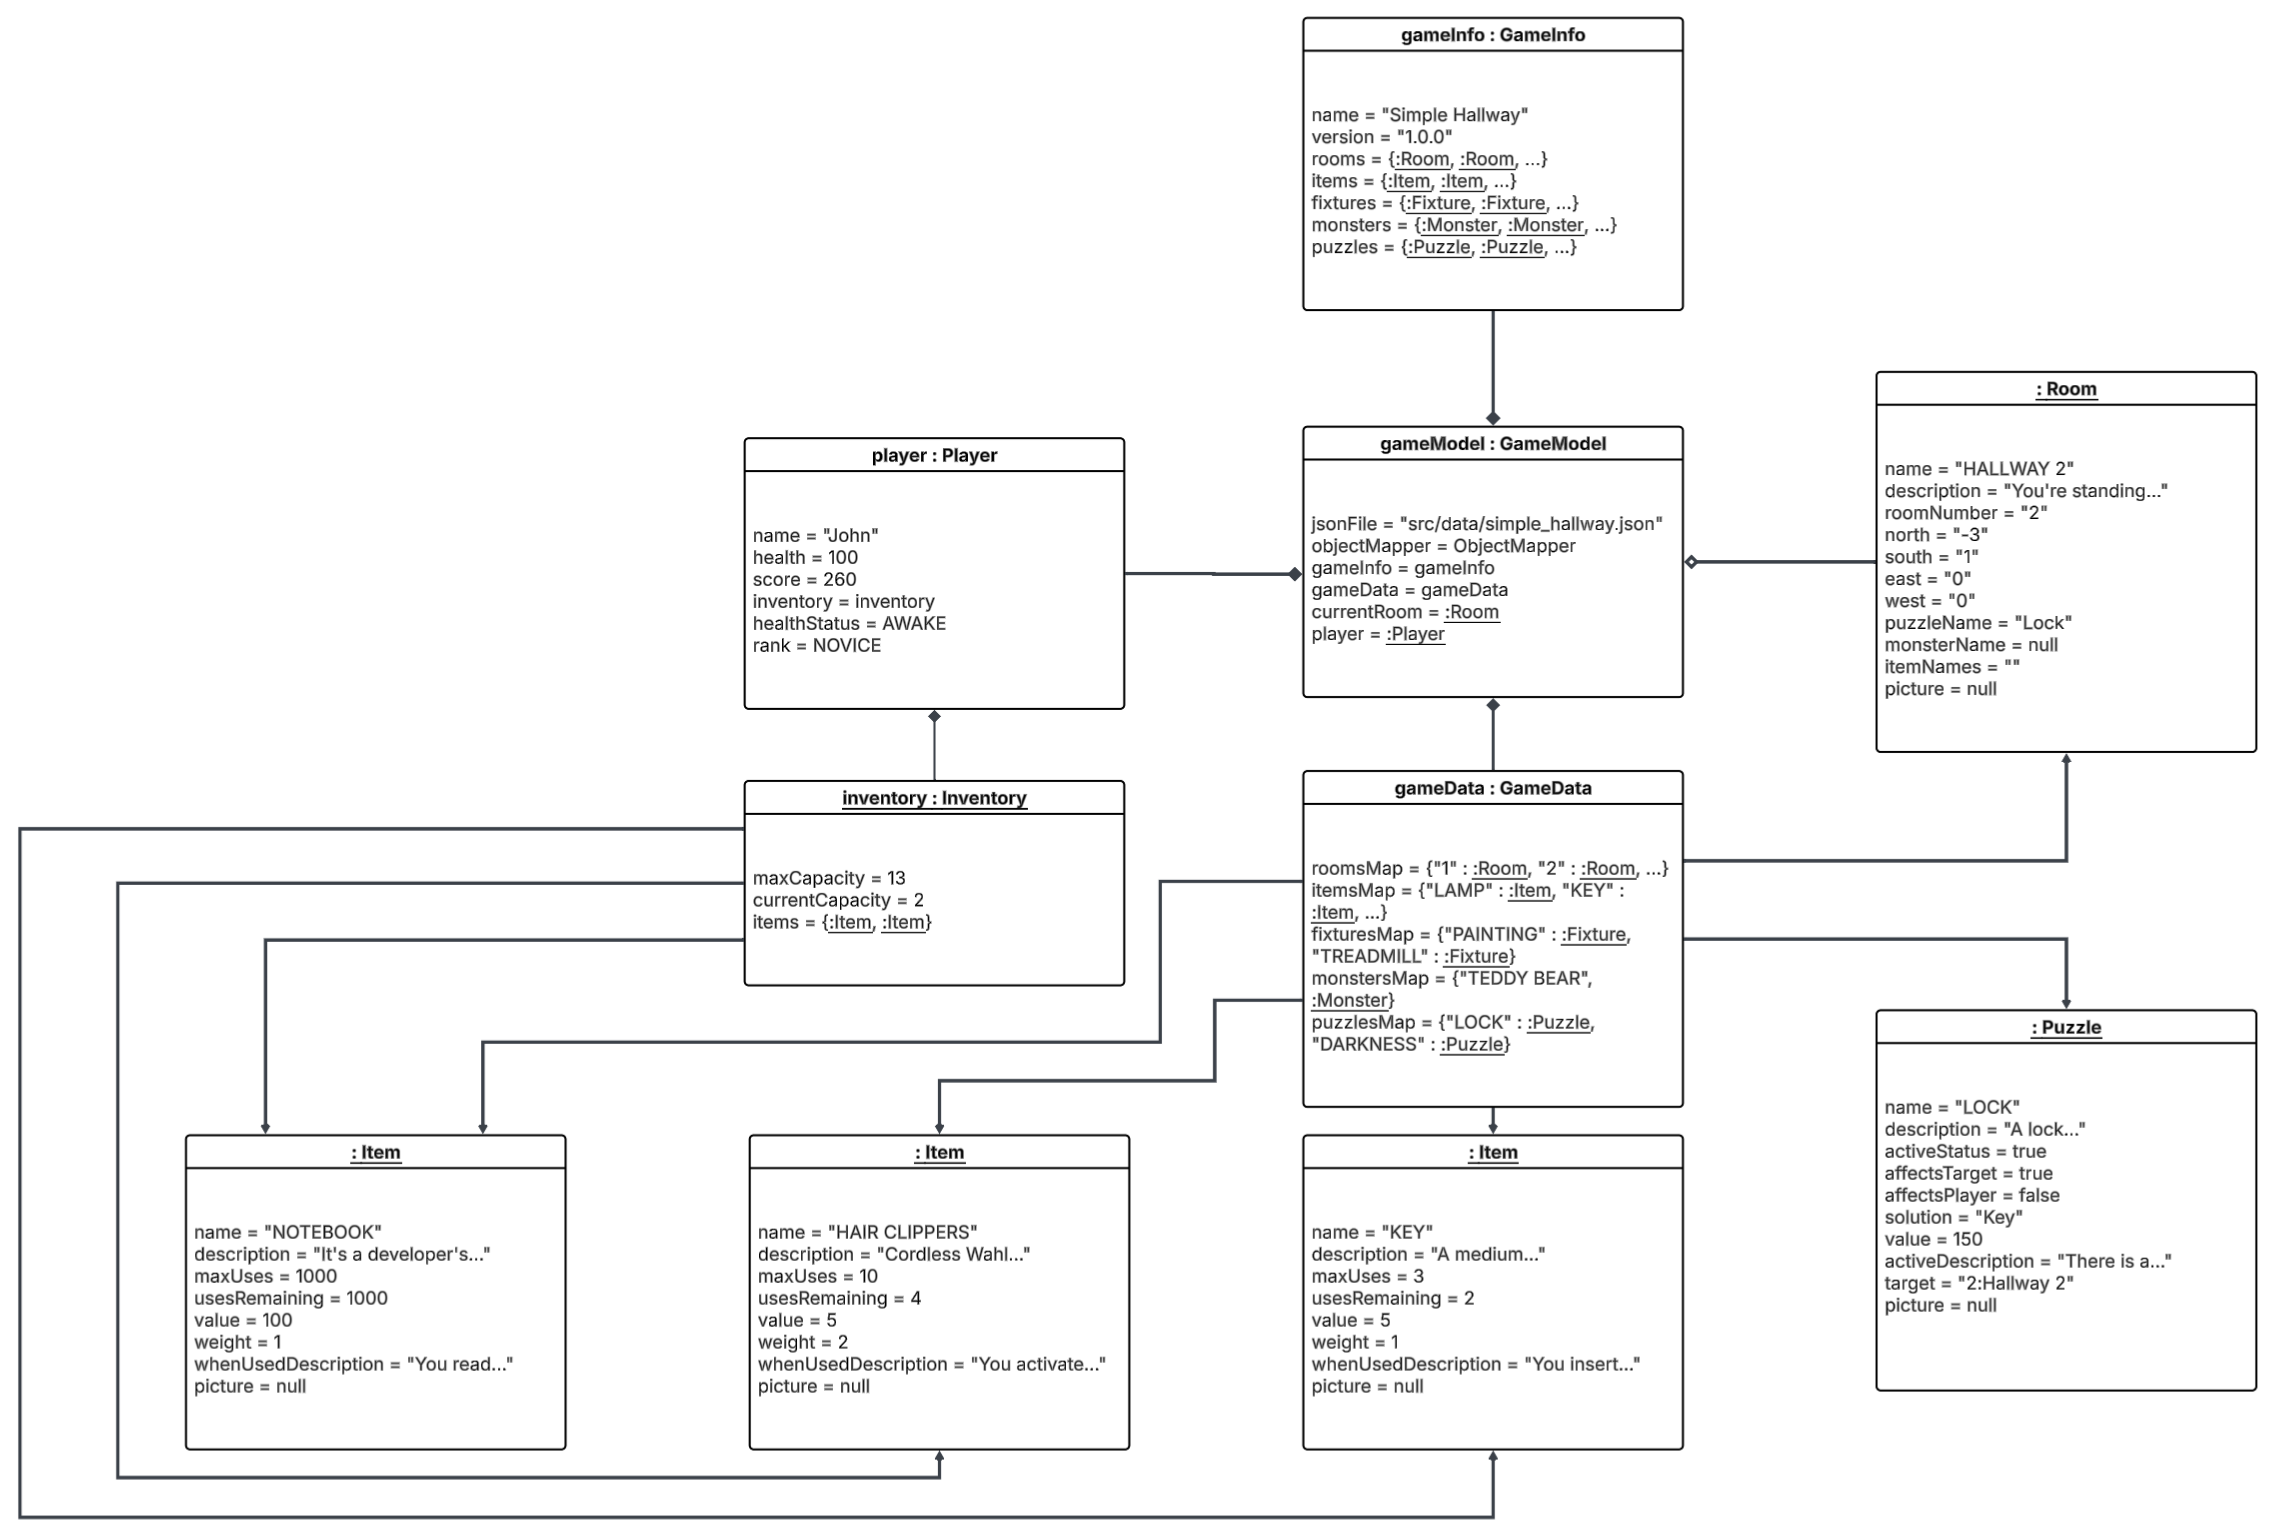 gameInfo : GameInfo
name = "Simple Hallway"
version = "1.0.0"
rooms = {:Room, :Room, ...}
items = {:Item, :Item, ...}
fixtures = {:Fixture, :Fixture, ...}
monsters = {:Monster, :Monster, ...}
puzzles = {:Puzzle, :Puzzle, ...}
player : Player
name = "John"
health = 100
score = 260
inventory = inventory
healthStatus = AWAKE
rank = NOVICE
gameModel : GameModel
jsonFile = "src/data/simple_hallway.json"
objectMapper = ObjectMapper
gameInfo = gameInfo
gameData = gameData
currentRoom = :Room
player = :Player
: Room
name = "HALLWAY 2"
description = "You're standing..."
roomNumber = "2"
north = "-3"
south = "1"
east = "0"
west = "0"
puzzleName = "Lock"
monsterName = null
itemNames = ""
picture = null
inventory : Inventory
maxCapacity = 13
currentCapacity = 2
items = {:Item, :Item}
gameData : GameData
roomsMap = {"1" : :Room, "2" : :Room, ...}
itemsMap = {"LAMP" : :Item, "KEY" :
:Item, ...}
fixturesMap = {"PAINTING" : :Fixture,
"TREADMILL" : :Fixture}
monstersMap = {"TEDDY BEAR",
:Monster}
puzzlesMap = {"LOCK" : :Puzzle,
"DARKNESS" : :Puzzle}
: Item
name = "NOTEBOOK"
description = "It's a developer's..."
maxUses = 1000
usesRemaining = 1000
value = 100
weight = 1
whenUsedDescription = "You read..."
picture = null
: Item
name = "HAIR CLIPPERS"
description = "Cordless Wahl..."
maxUses = 10
usesRemaining = 4
value = 5
weight = 2
whenUsedDescription = "You activate..."
picture = null
: Item
name = "KEY"
description = "A medium..."
maxUses = 3
usesRemaining = 2
value = 5
weight = 1
whenUsedDescription = "You insert..."
picture = null
: Puzzle
name = "LOCK"
description = "A lock..."
activeStatus = true
affectsTarget = true
affectsPlayer = false
solution = "Key"
value = 150
activeDescription = "There is a..."
target = "2:Hallway 2"
picture = null